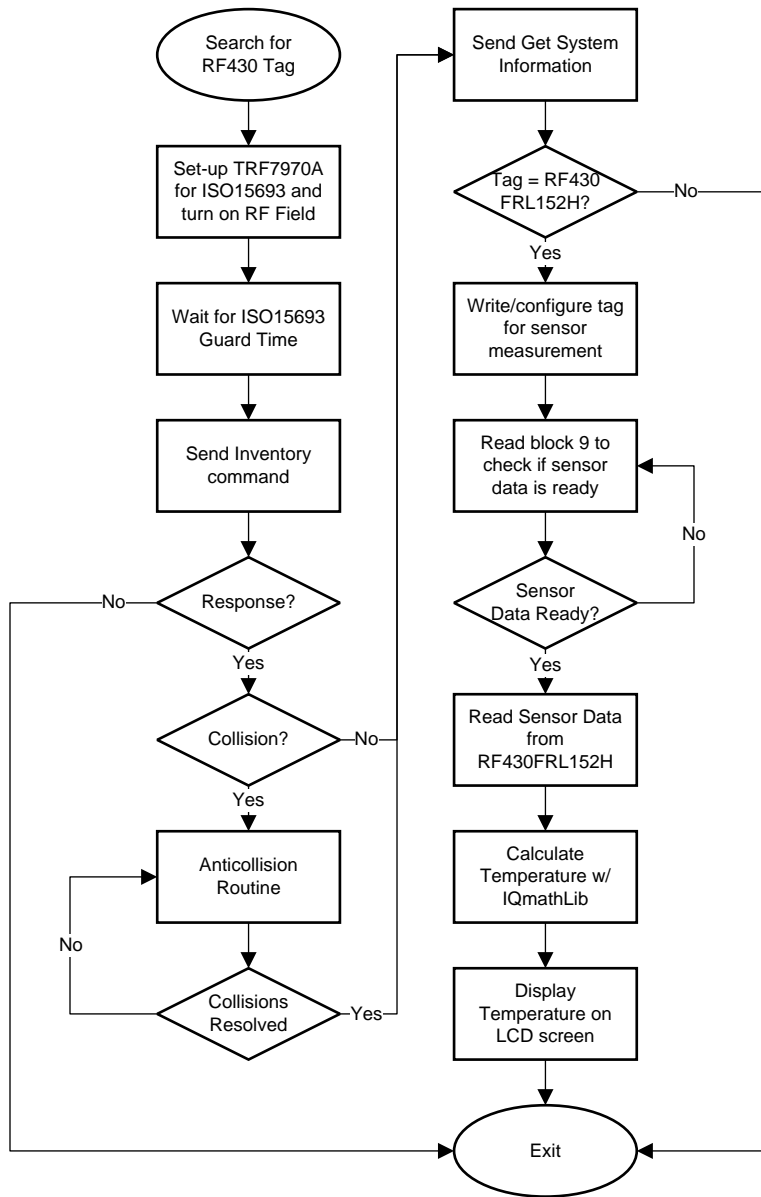 Search for
RF430 Tag
Set-up TRF7970A
for ISO15693 and
turn on RF Field
Wait for ISO15693
Guard Time
Send Inventory
command
Response?
No
Yes
Collision?
No
Yes
Anticollision
Routine
No
Collisions
Resolved
Yes
Send Get System
Information
Tag = RF430
FRL152H?
No
Yes
Write/configure tag
for sensor
measurement
Read block 9 to
check if sensor
data is ready
No
Sensor
Data Ready?
Yes
Read Sensor Data
from
RF430FRL152H
Calculate
Temperature w/
IQmathLib
Display
Temperature on
LCD screen
Exit